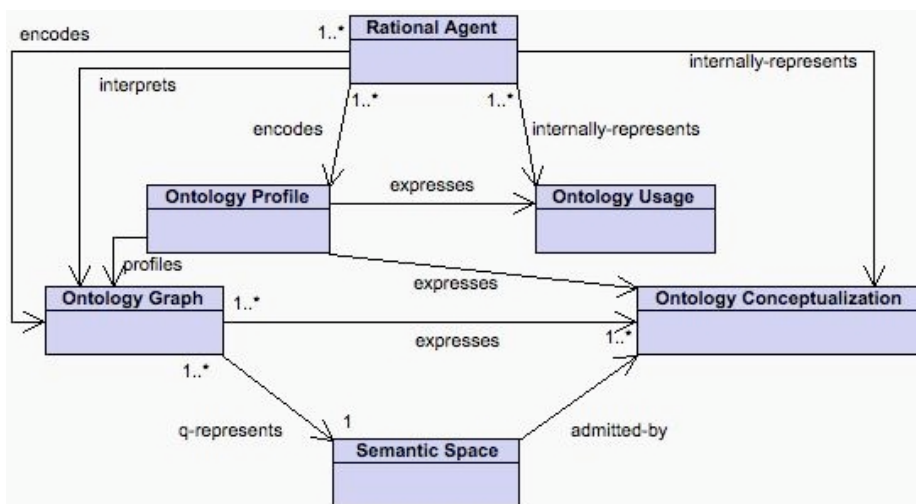 encodes
1..*
Rational Agent
interprets
internally-represents
1..*
1..*
encodes
internally-represents
Ontology Profile
expresses
Ontology Usage
profiles
Ontology Graph
1..*
expresses
Ontology Conceptualization
expresses
1..*
1..*
q-represents
1
admitted-by
Semantic Space